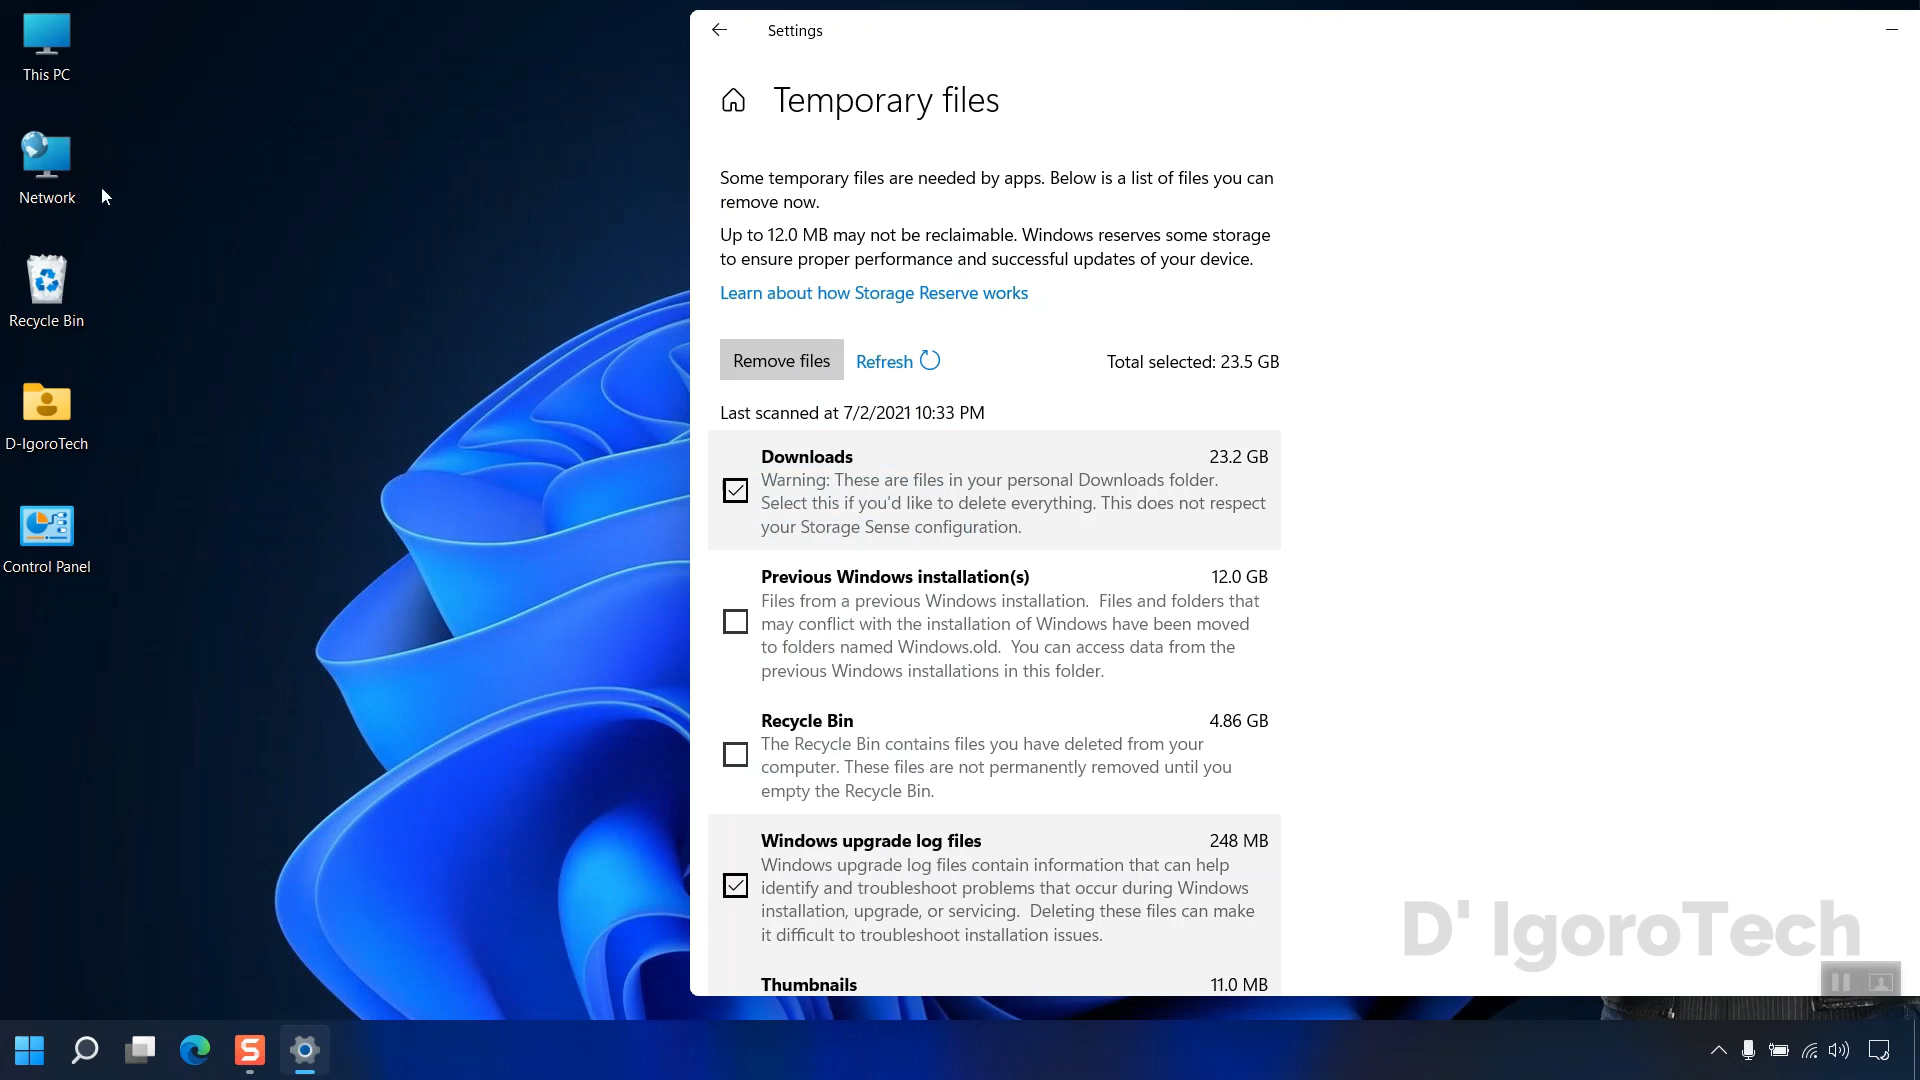 This PC
Network
Recycle Bin
D-IgoroTech
Control Panel
Settings
Temporary files
Some temporary files are needed by apps. Below is a list of files you can
remove now.
Up to 12.0 MB may not be reclaimable. Windows reserves some storage
to ensure proper performance and successful updates of your device.
Learn about how Storage Reserve works
Remove files Refresh Total selected: 23.5 GB
Last scanned at 7/2/2021 10:33 PM
Downloads 23.2 GB
Warning: These are files in your personal Downloads folder.
Select this if you'd like to delete everything. This does not respect
your Storage Sense configuration.
Previous Windows installation(s) 12.0 GB
Files from a previous Windows installation.  Files and folders that
may conflict with the installation of Windows have been moved
to folders named Windows.old.  You can access data from the
previous Windows installations in this folder.
Recycle Bin 4.86 GB
The Recycle Bin contains files you have deleted from your
computer. These files are not permanently removed until you
empty the Recycle Bin.
Windows upgrade log files 248 MB
Windows upgrade log files contain information that can help
identify and troubleshoot problems that occur during Windows
installation, upgrade, or servicing.  Deleting these files can make
it difficult to troubleshoot installation issues.
Thumbnails 11.0 MB
D' IgoroTech
S